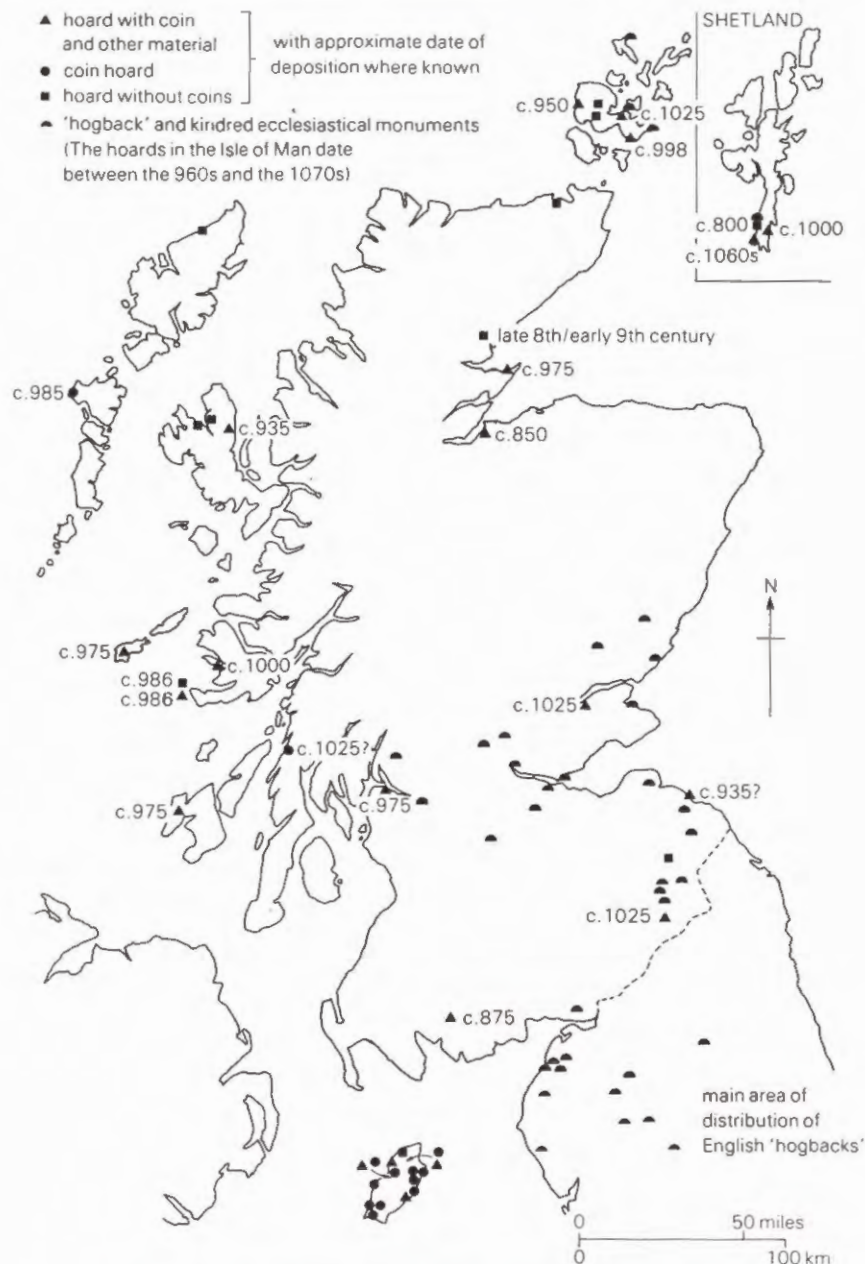 hoard with coin
and other material
coin hoard
hoard without coins
with approximate date of
deposition where known
'hogback' and kindred ecclesiastical monuments
(The hoards in the Isle of Man date
between the 960s and the 1070s)
SHETLAND
c.950
c.1025
c.998
c.800
c.1000
c.1060s
late 8th/early 9th century
c.975
c.985
c.935
c.850
N
c.975
c.1000
c.986
c.986
c.1025
c.1025?
c.975
c.935?
c.975
c.1025
c.875
main area of
distribution of
English 'hogbacks'
0 50 miles
0 100 km